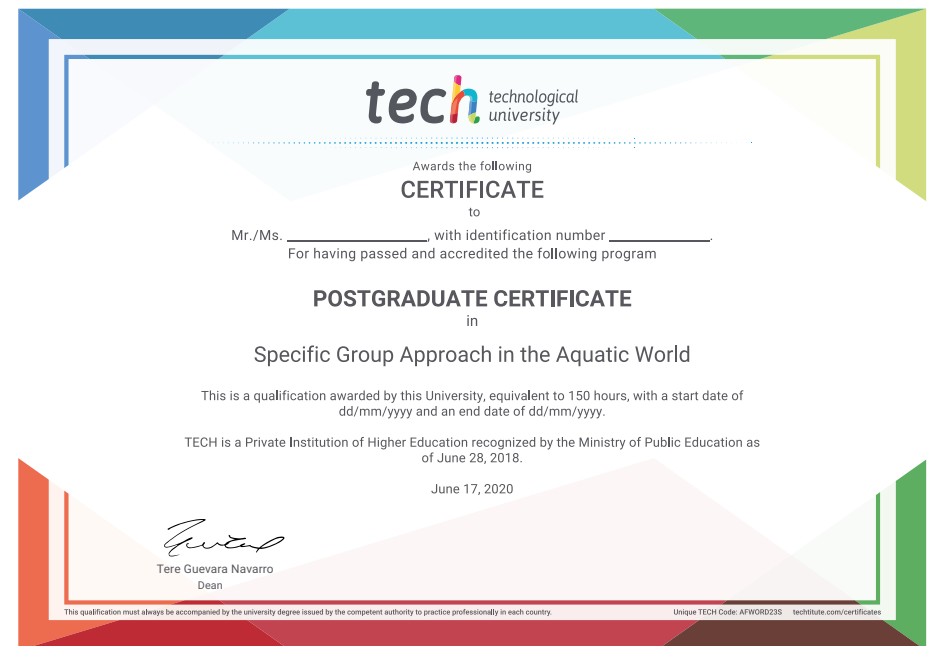 tech technological
university
Awards the following
CERTIFICATE
to
Mr./Ms. ____________, with identification number ____________.
For having passed and accredited the following program
POSTGRADUATE CERTIFICATE
in
Specific Group Approach in the Aquatic World
This is a qualification awarded by this University, equivalent to 150 hours, with a start date of
dd/mm/yyyy and an end date of dd/mm/yyyy.
TECH is a Private Institution of Higher Education recognized by the Ministry of Public Education as
of June 28, 2018.
June 17, 2020
Tere Guevara Navarro
Dean
This qualification must always be accompanied by the university degree issued by the competent authority to practice professionally in each country. Unique TECH Code: AFWORD23S techtitute.com/certificates